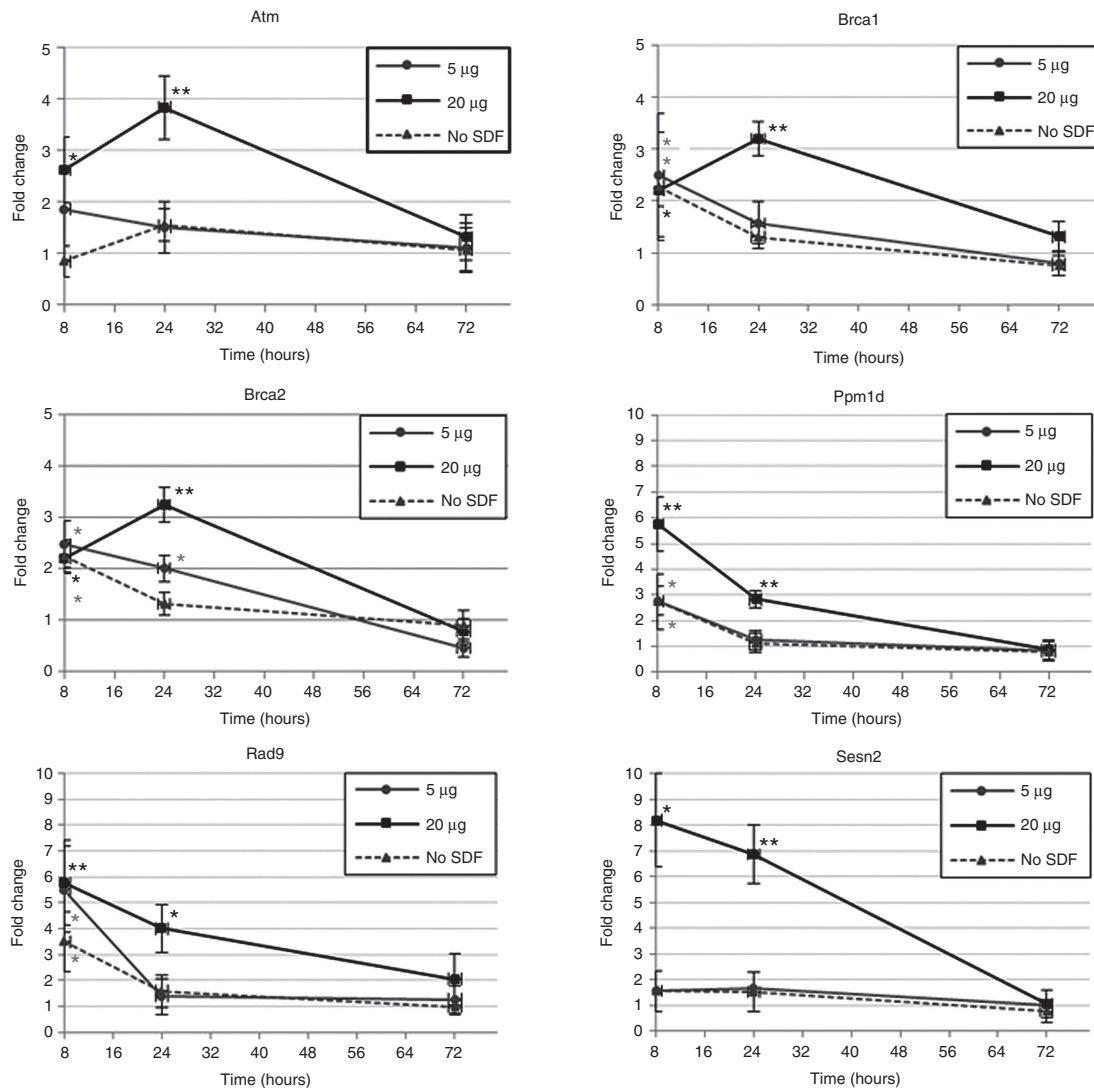 Atm
5
4
3
2
1
0
Fold change
8 16 24 32 40 48 56 64 72
Time (hours)
5 µg
20 µg
No SDF
*
**
Brca1
5
4
3
2
1
0
Fold change
8 16 24 32 40 48 56 64 72
Time (hours)
5 µg
20 µg
No SDF
*
*
*
**
Brca2
5
4
3
2
1
0
Fold change
8 16 24 32 40 48 56 64 72
Time (hours)
5 µg
20 µg
No SDF
*
*
*
**
*
Ppm1d
10
9
8
7
6
5
4
3
2
1
0
Fold change
8 16 24 32 40 48 56 64 72
Time (hours)
5 µg
20 µg
No SDF
**
*
*
**
Rad9
10
9
8
7
6
5
4
3
2
1
0
Fold change
8 16 24 32 40 48 56 64 72
Time (hours)
5 µg
20 µg
No SDF
**
*
*
*
Sesn2
10
9
8
7
6
5
4
3
2
1
0
Fold change
8 16 24 32 40 48 56 64 72
Time (hours)
5 µg
20 µg
No SDF
*
**